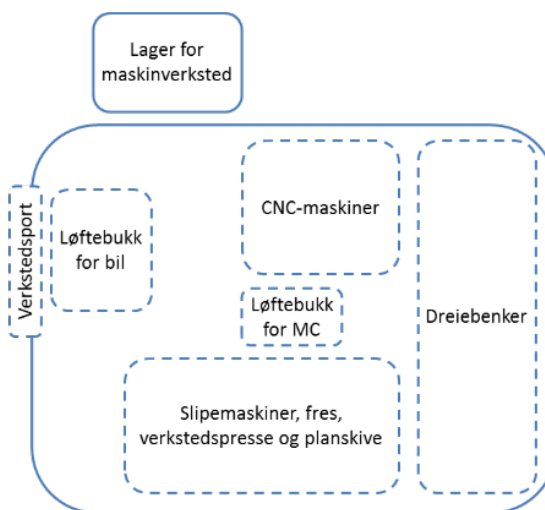 Lager for
maskinverksted
CNC-maskiner
Verkstedsport
Løftebukk
for bil
Løftebukk
for MC
Dreiebenker
Slipemaskiner, fres,
verkstedspresse og planskive